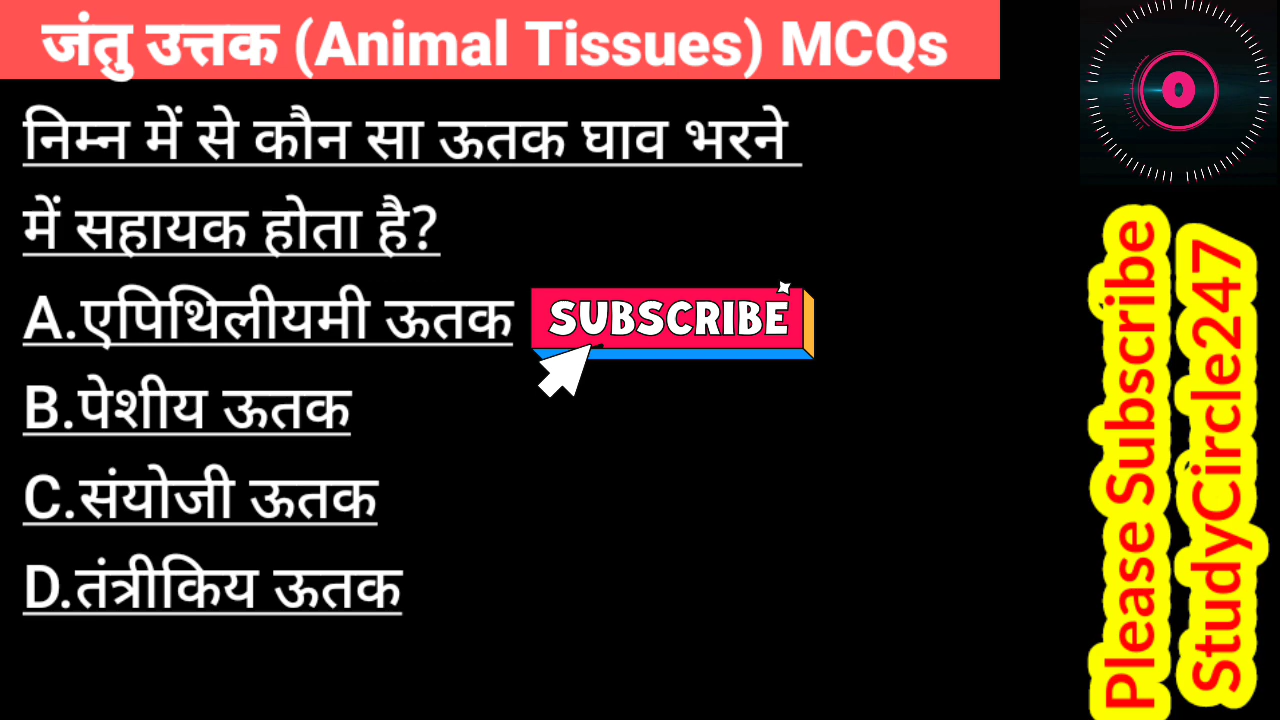 जंतु उत्तक (Animal Tissues) MCQs
निम्न में से कौन सा ऊतक घाव भरने
में सहायक होता है?
A.एपिथिलीयमी ऊतक
SUBSCRIBE
B.पेशीय ऊतक
C.संयोजी ऊतक
D.तंत्रीकिय ऊतक
0
Please Subscribe
StudyCircle247